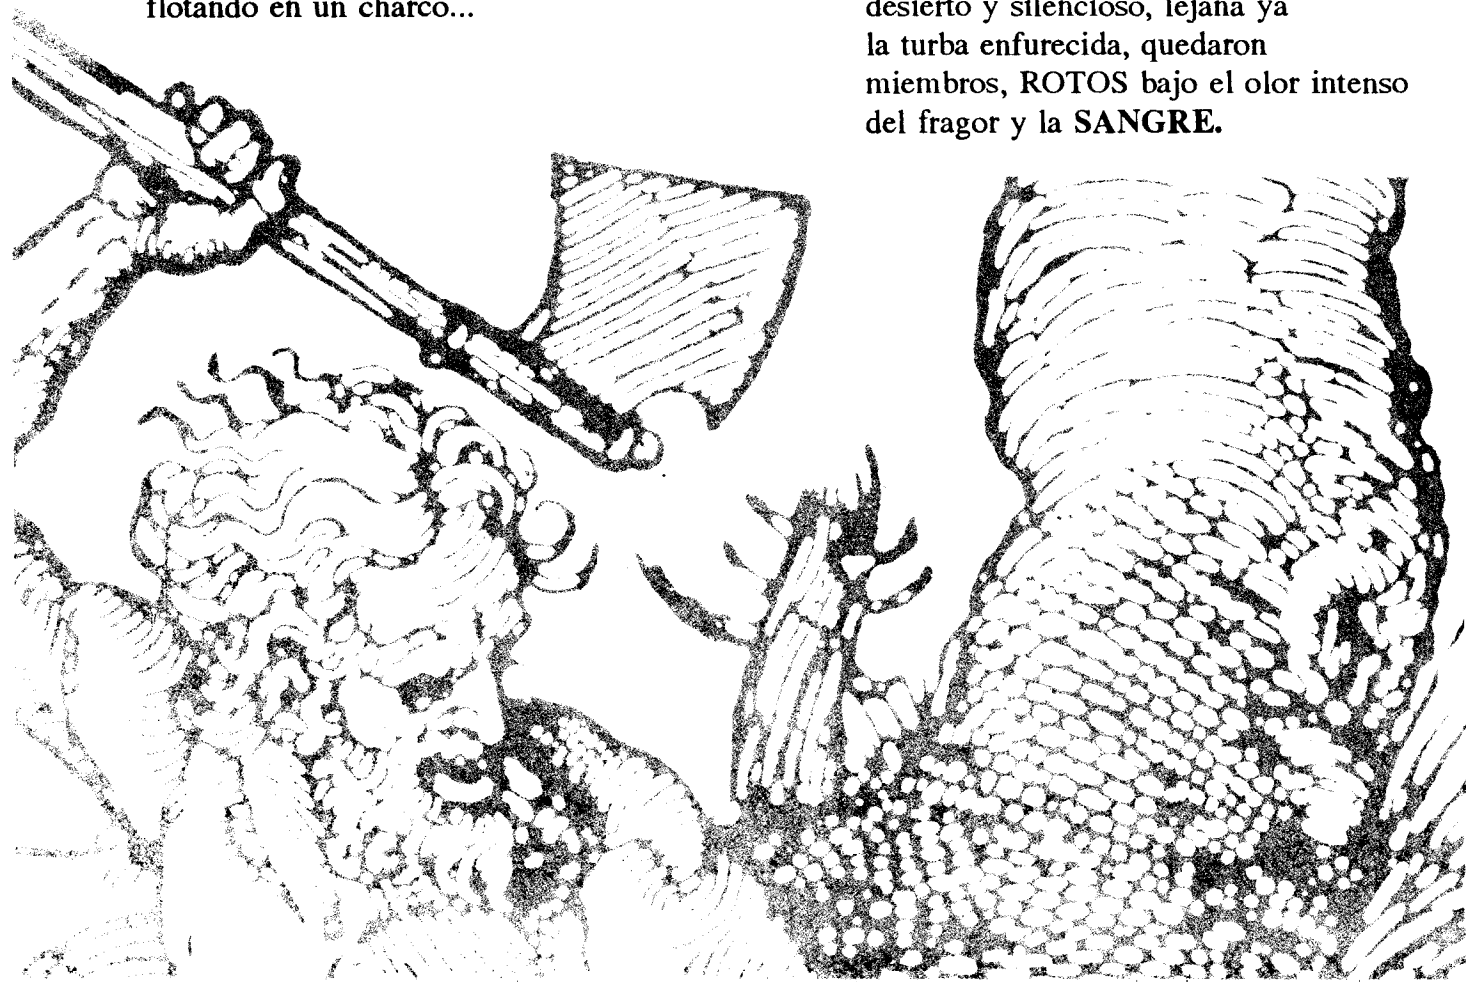 flotando en un charco...
desierto y silencioso, lejana ya
la turba enfurecida, quedaron
miembros, ROTOS bajo el olor intenso
del fragor y la SANGRE.